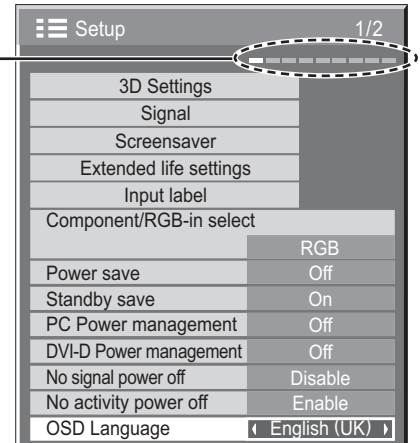 Setup 1/2
3D Settings
Signal
Screensaver
Extended life settings
Input label
Component/RGB-in select
RGB
Power save Off
Standby save On
PC Power management Off
DVI-D Power management Off
No signal power off Disable
No activity power off Enable
OSD Language English (UK)